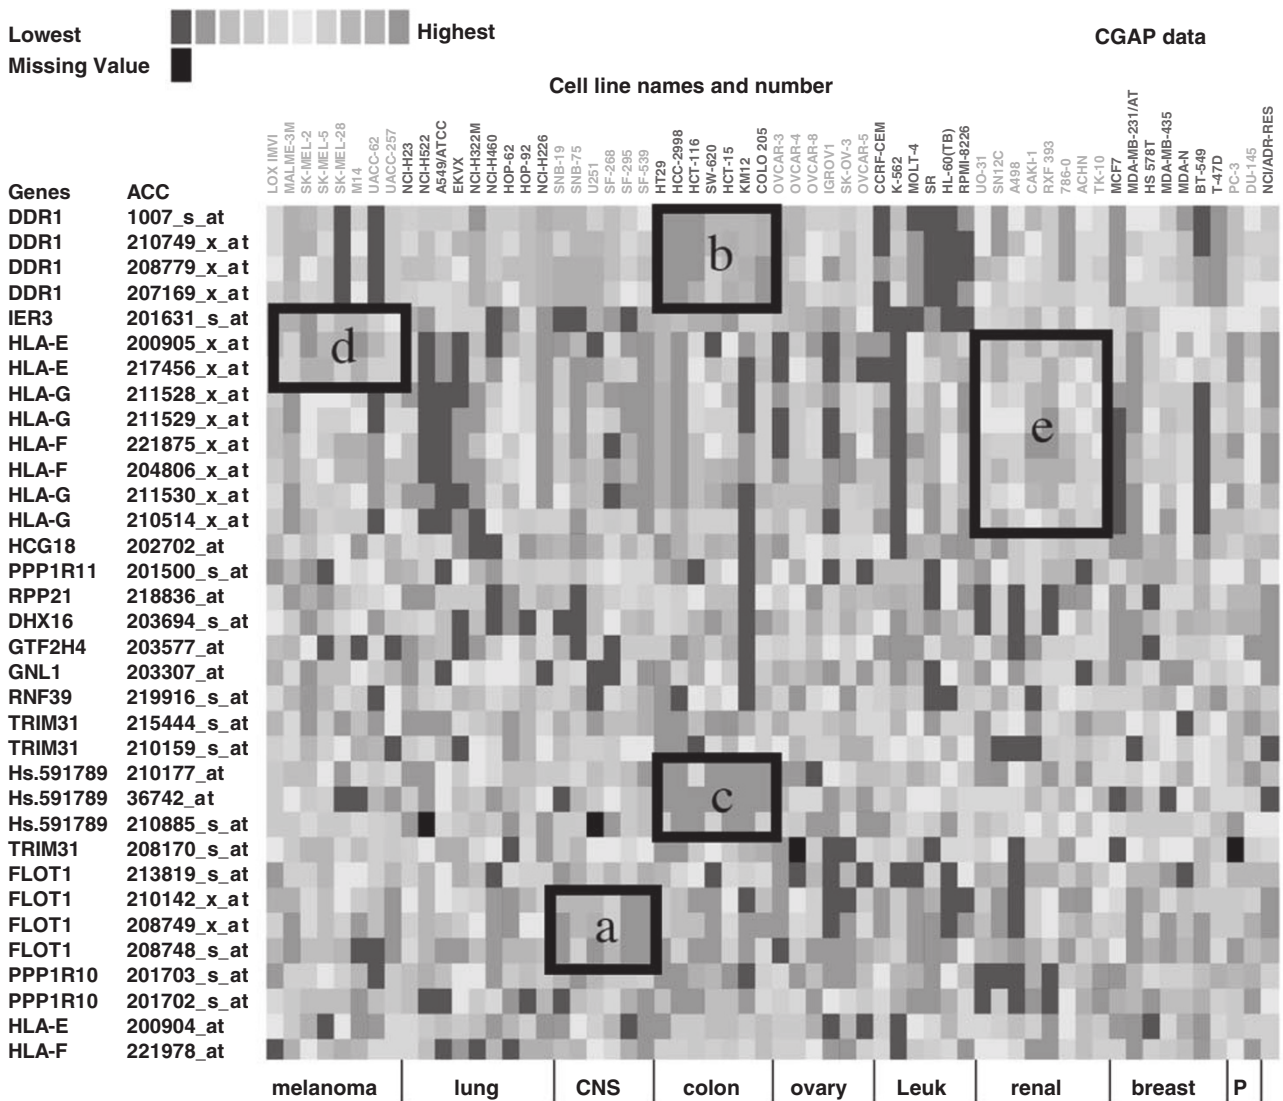 Lowest Highest CGAP data
Missing Value
Cell line names and number
LOX IMVI
MALME-3M
SK-MEL-2
SK-MEL-5
SK-MEL-28
M14
UACC-62
UACC-257
NCH-H23
NCH-H522
A549/ATCC
EKVX
NCH-H322M
NCH-H460
HOP-62
HOP-92
NCH-H226
SNB-19
SNB-75
U251
SF-268
SF-295
SF-539
HT29
HCC-2998
HCT-116
SW-620
HCT-15
KM12
COLO 205
OVCAR-3
OVCAR-4
OVCAR-8
IGROV1
SK-OV-3
OVCAR-5
CCRF-CEM
K-562
MOLT-4
SR
HL-60(TB)
RPMI-8226
UO-31
SN12C
A498
CAKI-1
RXF 393
786-0
ACHN
TK-10
MCF7
MDA-MB-231/AT
HS 578T
MDA-MB-435
MDA-N
BT-549
T-47D
PC-3
DU-145
NCI/ADR-RES
Genes ACC
DDR1 1007_s_at
DDR1 210749_x_at
DDR1 208779_x_at
b
DDR1 207169_x_at
IER3 201631_s_at
HLA-E 200905_x_at
d
HLA-E 217456_x_at
HLA-G 211528_x_at
HLA-G 211529_x_at
e
HLA-F 221875_x_at
HLA-F 204806_x_at
HLA-G 211530_x_at
HLA-G 210514_x_at
HCG18 202702_at
PPP1R11 201500_s_at
RPP21 218836_at
DHX16 203694_s_at
GTF2H4 203577_at
GNL1 203307_at
RNF39 219916_s_at
TRIM31 215444_s_at
TRIM31 210159_s_at
Hs.591789 210177_at
Hs.591789 36742_at
c
Hs.591789 210885_s_at
TRIM31 208170_s_at
FLOT1 213819_s_at
FLOT1 210142_x_at
FLOT1 208749_x_at
a
FLOT1 208748_s_at
PPP1R10 201703_s_at
PPP1R10 201702_s_at
HLA-E 200904_at
HLA-F 221978_at
melanoma lung CNS colon ovary Leuk renal breast P